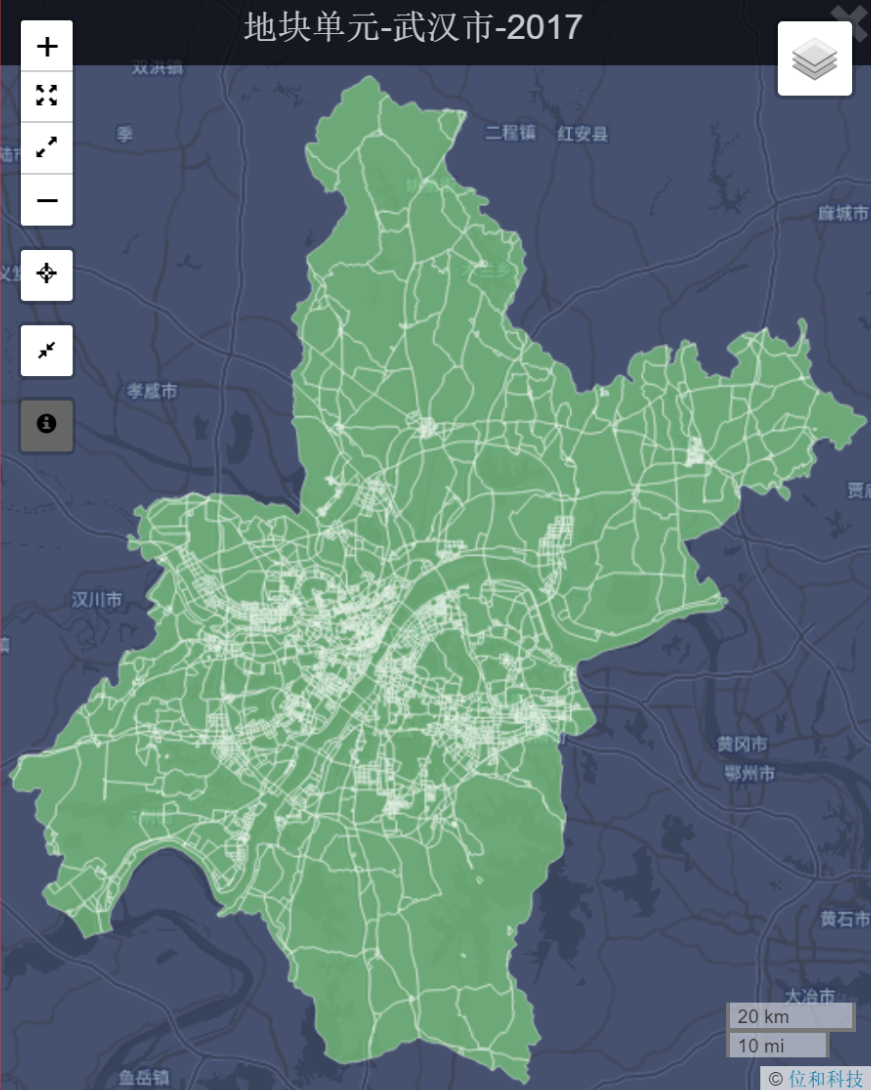 地块单元-武汉市-2017
双洪镇
季
二程镇
红安县
麻城市
孝感市
汉川市
黄冈市
鄂州市
黄石市
大冶市
20 km
10 mi
鱼岳镇
© 位和科技